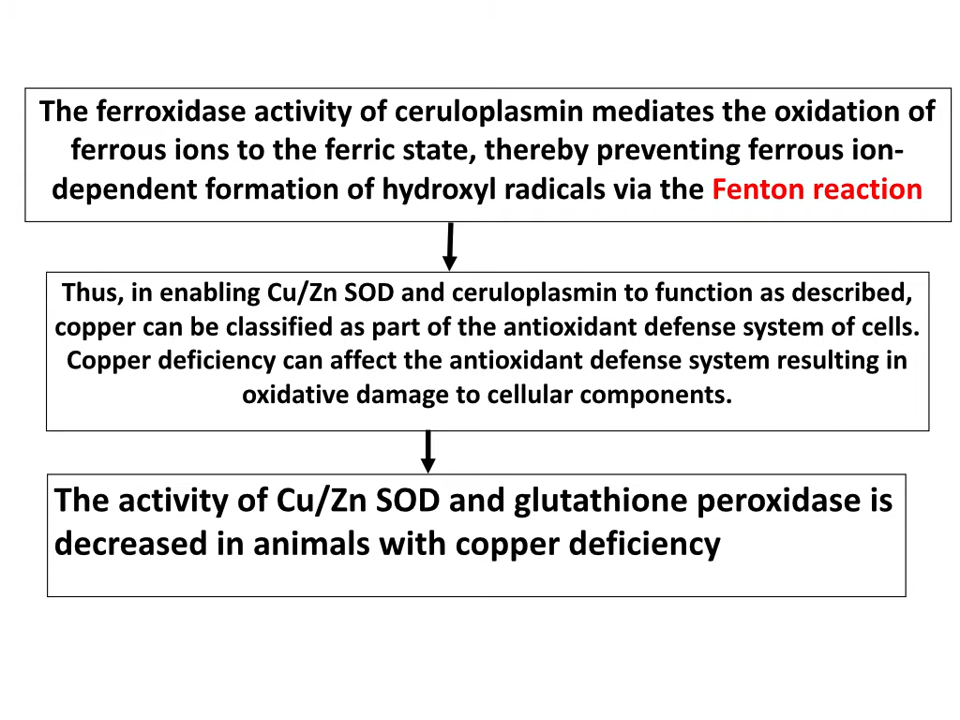 The ferroxidase activity of ceruloplasmin mediates the oxidation of
ferrous ions to the ferric state, thereby preventing ferrous ion-
dependent formation of hydroxyl radicals via the Fenton reaction
Thus, in enabling Cu/Zn SOD and ceruloplasmin to function as described,
copper can be classified as part of the antioxidant defense system of cells.
Copper deficiency can affect the antioxidant defense system resulting in
oxidative damage to cellular components.
The activity of Cu/Zn SOD and glutathione peroxidase is
decreased in animals with copper deficiency